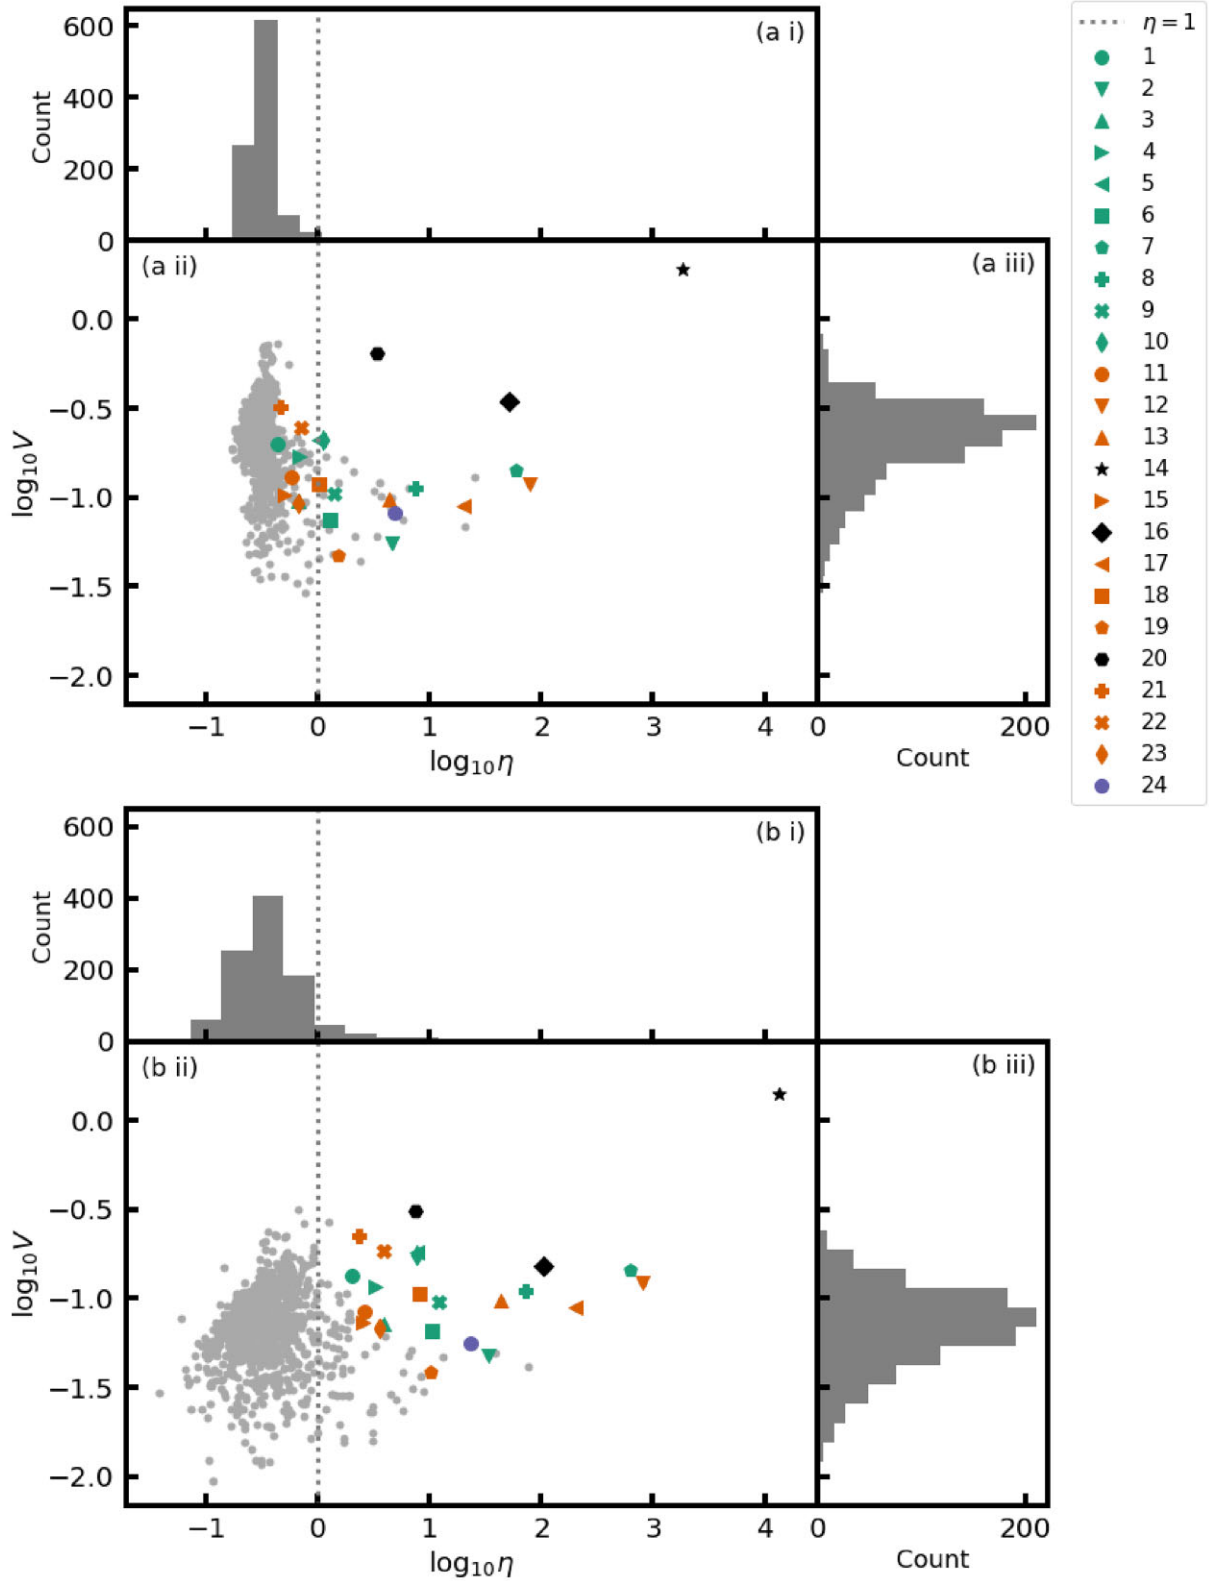 600
400
200
0
Count
(a i)
(a ii)
0.0
−0.5
−1.0
−1.5
−2.0
log₁₀V
−1 0 1 2 3 4
log₁₀η
(a iii)
0 200
Count
η = 1
1
2
3
4
5
6
7
8
9
10
11
12
13
14
15
16
17
18
19
20
21
22
23
24
600
400
200
0
Count
(b i)
(b ii)
0.0
−0.5
−1.0
−1.5
−2.0
log₁₀V
−1 0 1 2 3 4
log₁₀η
(b iii)
0 200
Count